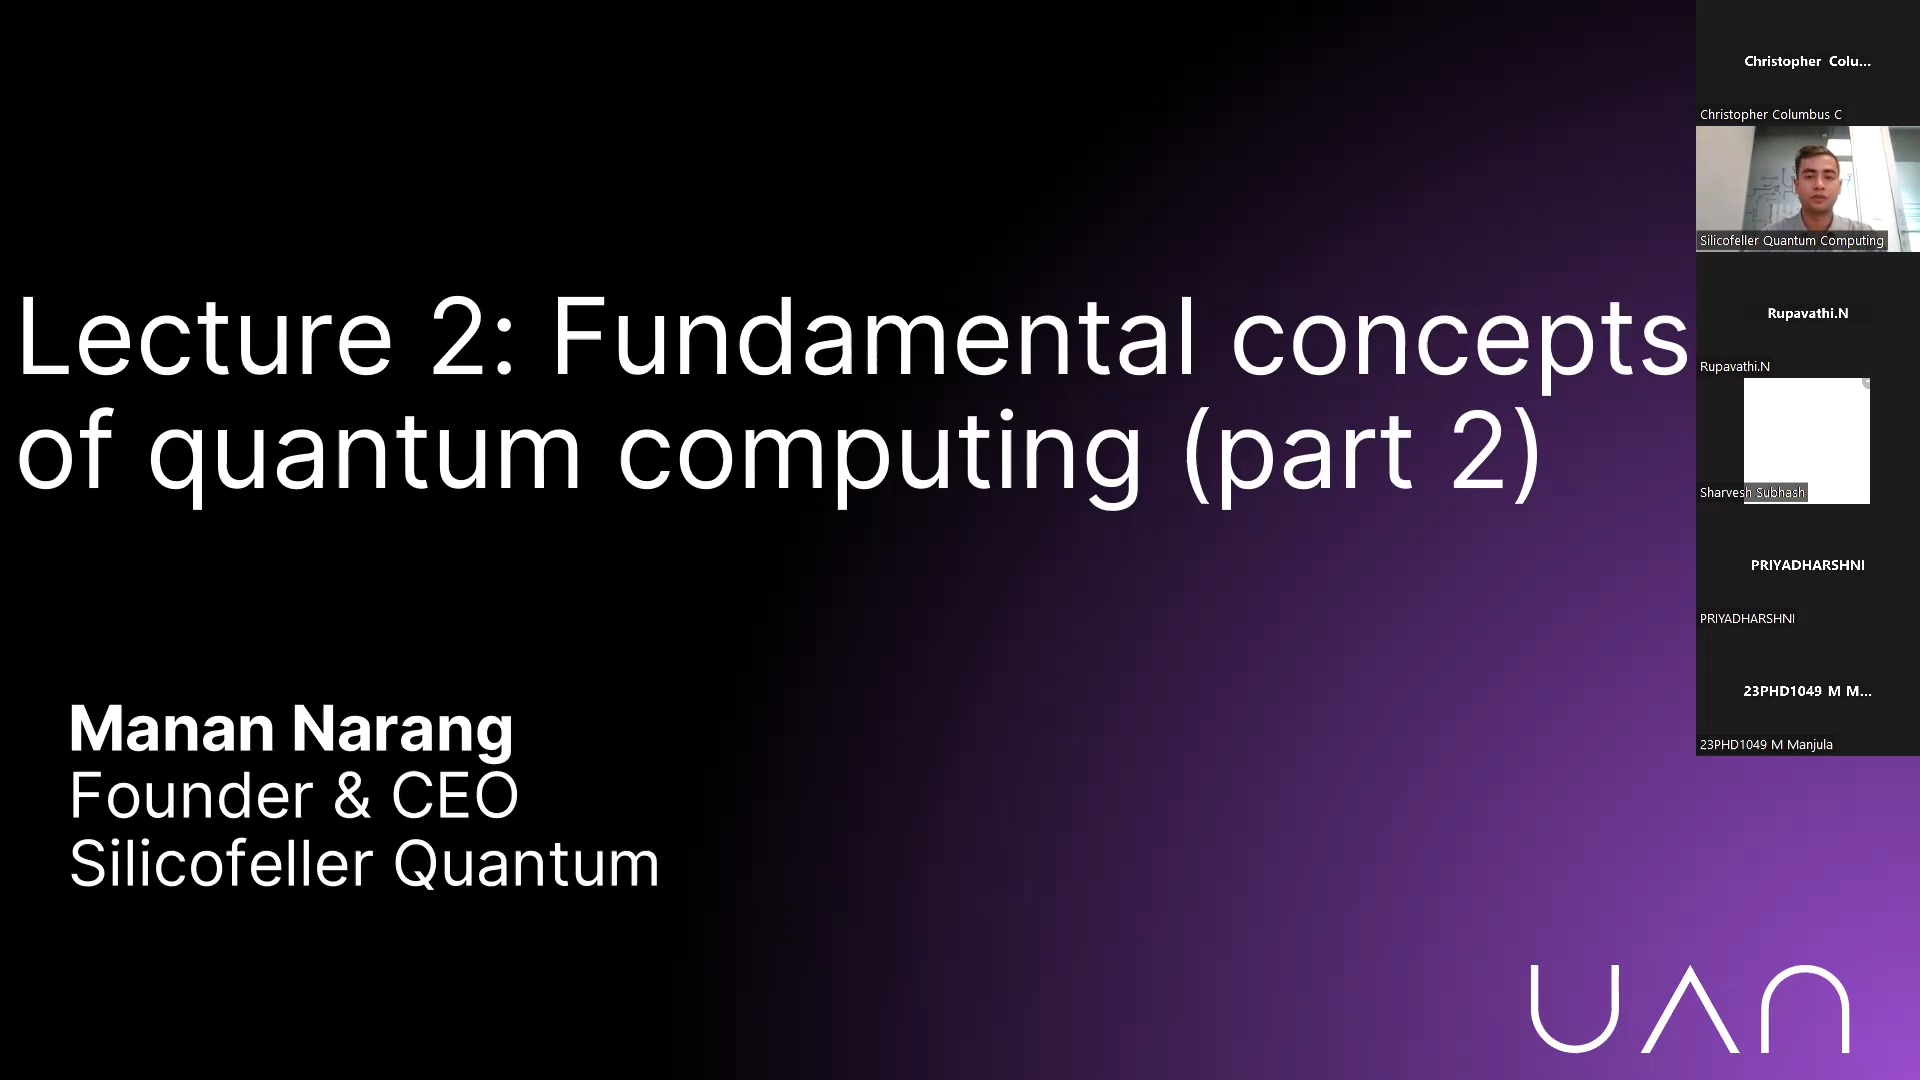 Lecture 2: Fundamental concepts
of quantum computing (part 2)
Manan Narang
Founder & CEO
Silicofeller Quantum
Christopher Colu...
Christopher Columbus C
Silicofeller Quantum Computing
Rupavathi.N
Rupavathi.N
Sharvesh Subhash
PRIYADHARSHNI
PRIYADHARSHNI
23PHD1049 M M...
23PHD1049 M Manjula